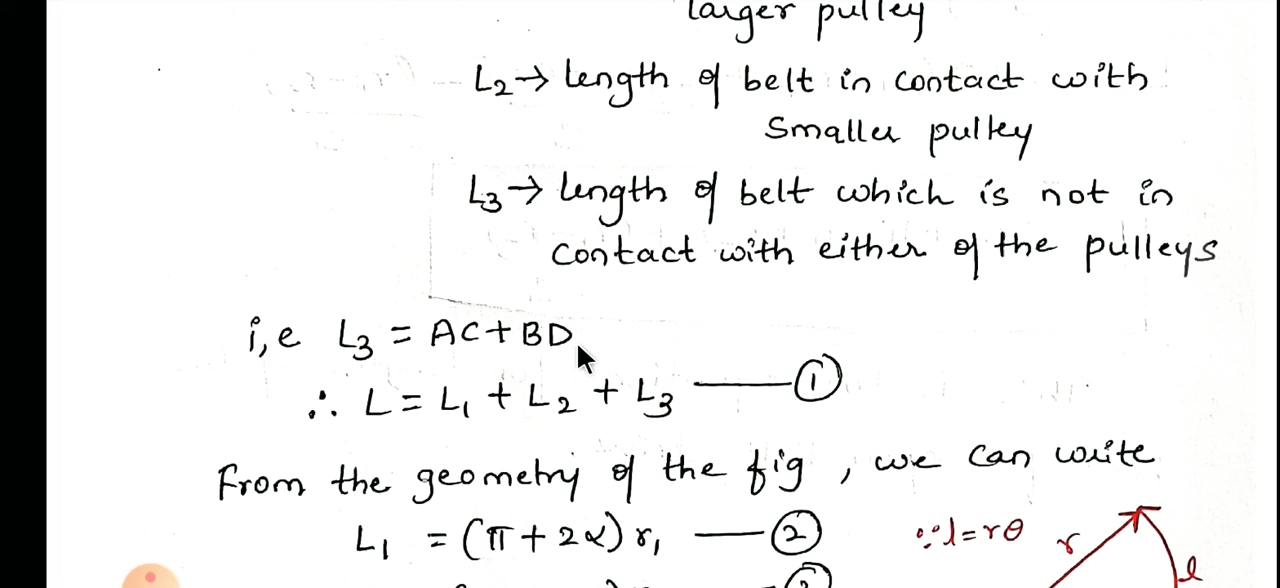 larger pulley
L2→ length of belt in contact with
Smaller pulley
L3→ length of belt which is not in
contact with either of the pulleys
i,e L3 = AC+BD
∴ L = L1 + L2 + L3 —— ①
From the geometry of the fig, we can write
L1 = (π+2α) r1 —— ②
∵ l=rθ
r
l